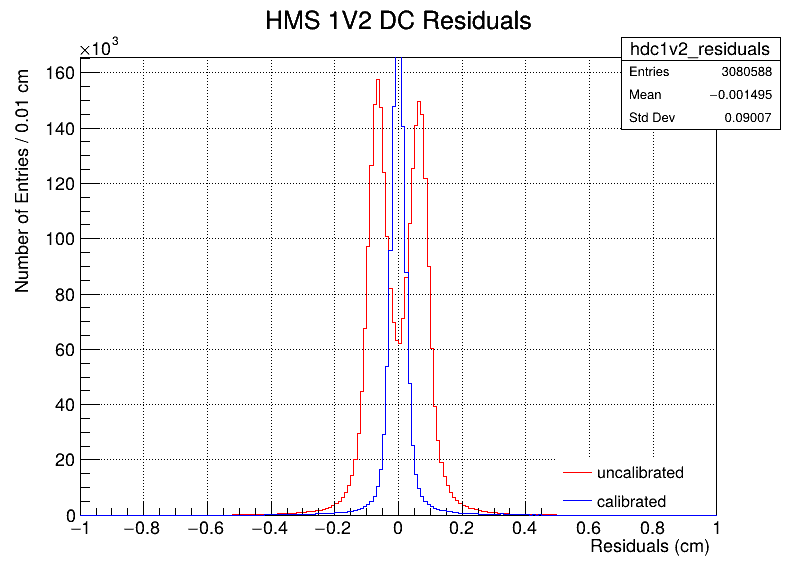 HMS 1V2 DC Residuals
×10³
hdc1v2_residuals
Entries 3080588
Mean −0.001495
Std Dev 0.09007
Number of Entries / 0.01 cm
160
140
120
100
80
60
40
20
0
uncalibrated
calibrated
−1 −0.8 −0.6 −0.4 −0.2 0 0.2 0.4 0.6 0.8 1
Residuals (cm)